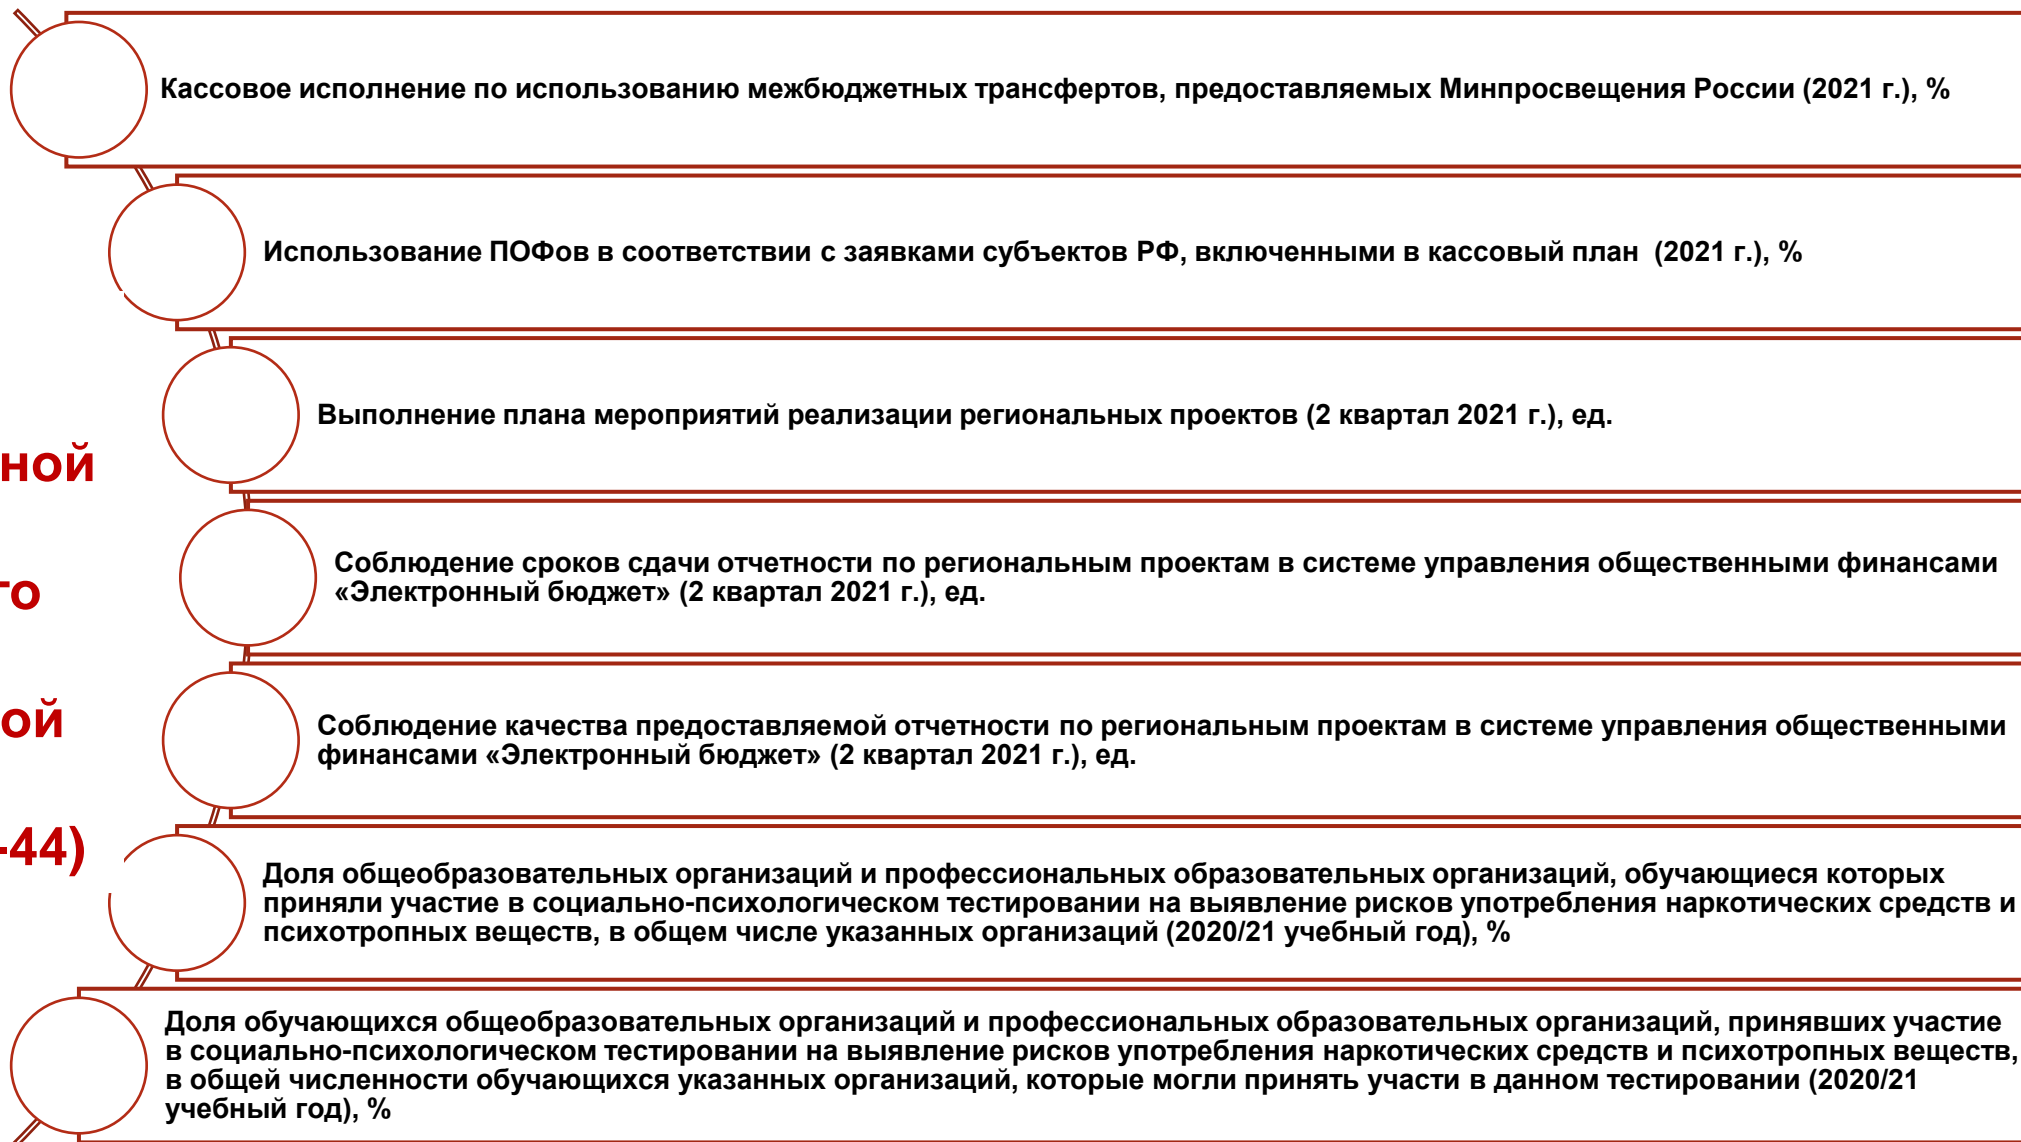 Кассовое исполнение по использованию межбюджетных трансфертов, предоставляемых Минпросвещения России (2021 г.), %
Использование ПОФов в соответствии с заявками субъектов РФ, включенными в кассовый план (2021 г.), %
Выполнение плана мероприятий реализации региональных проектов (2 квартал 2021 г.), ед.
Соблюдение сроков сдачи отчетности по региональным проектам в системе управления общественными финансами
«Электронный бюджет» (2 квартал 2021 г.), ед.
Соблюдение качества предоставляемой отчетности по региональным проектам в системе управления общественными
финансами «Электронный бюджет» (2 квартал 2021 г.), ед.
Доля общеобразовательных организаций и профессиональных образовательных организаций, обучающиеся которых
приняли участие в социально-психологическом тестировании на выявление рисков употребления наркотических средств и
психотропных веществ, в общем числе указанных организаций (2020/21 учебный год), %
Доля обучающихся общеобразовательных организаций и профессиональных образовательных организаций, принявших участие
в социально-психологическом тестировании на выявление рисков употребления наркотических средств и психотропных веществ,
в общей численности обучающихся указанных организаций, которые могли принять участи в данном тестировании (2020/21
учебный год), %
ной
ой
-44)